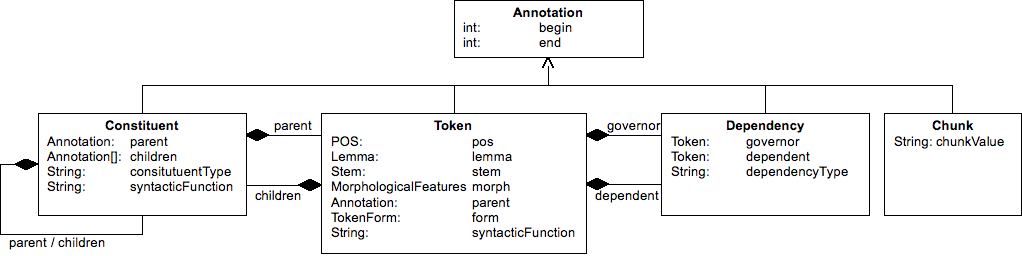 Annotation
int: begin
int: end
Constituent
Annotation: parent
Annotation[]: children
String: consitutuentType
String: syntacticFunction
parent / children
parent
children
Token
POS: pos
Lemma: lemma
Stem: stem
MorphologicalFeatures morph
Annotation: parent
TokenForm: form
String: syntacticFunction
governor
dependent
Dependency
Token: governor
Token: dependent
String: dependencyType
Chunk
String: chunkValue